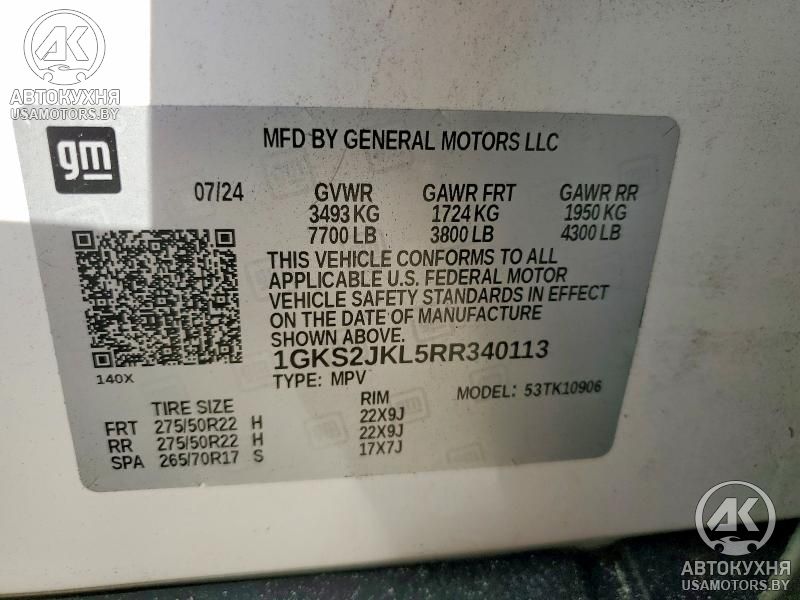 АВТОКУХНЯ
USAMOTORS.BY
gm
MFD BY GENERAL MOTORS LLC
07/24 GVWR GAWR FRT GAWR RR
3493 KG 1724 KG 1950 KG
7700 LB 3800 LB 4300 LB
THIS VEHICLE CONFORMS TO ALL
APPLICABLE U.S. FEDERAL MOTOR
VEHICLE SAFETY STANDARDS IN EFFECT
ON THE DATE OF MANUFACTURE
SHOWN ABOVE.
1GKS2JKL5RR340113
140X
TYPE: MPV MODEL: 53TK10906
TIRE SIZE RIM
FRT 275/50R22 H 22X9J
RR 275/50R22 H 22X9J
SPA 265/70R17 S 17X7J
АК
АВТОКУХНЯ
USAMOTORS.BY